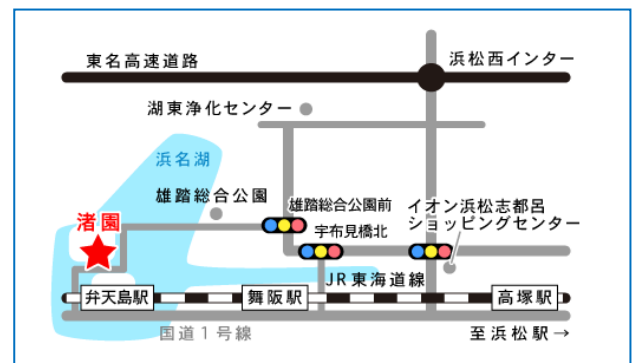 東名高速道路
浜松西インター
湖東浄化センター
浜名湖
雄踏総合公園
渚園
雄踏総合公園前
宇布見橋北
イオン浜松志都呂
ショッピングセンター
JR東海道線
弁天島駅
舞阪駅
高塚駅
国道1号線
至浜松駅→